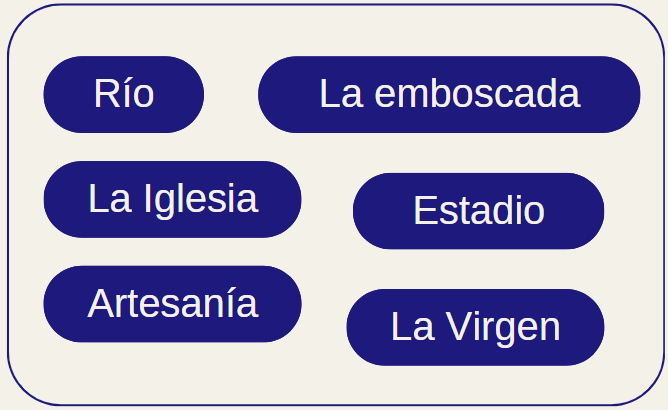 Río
La emboscada
La Iglesia
Estadio
Artesanía
La Virgen